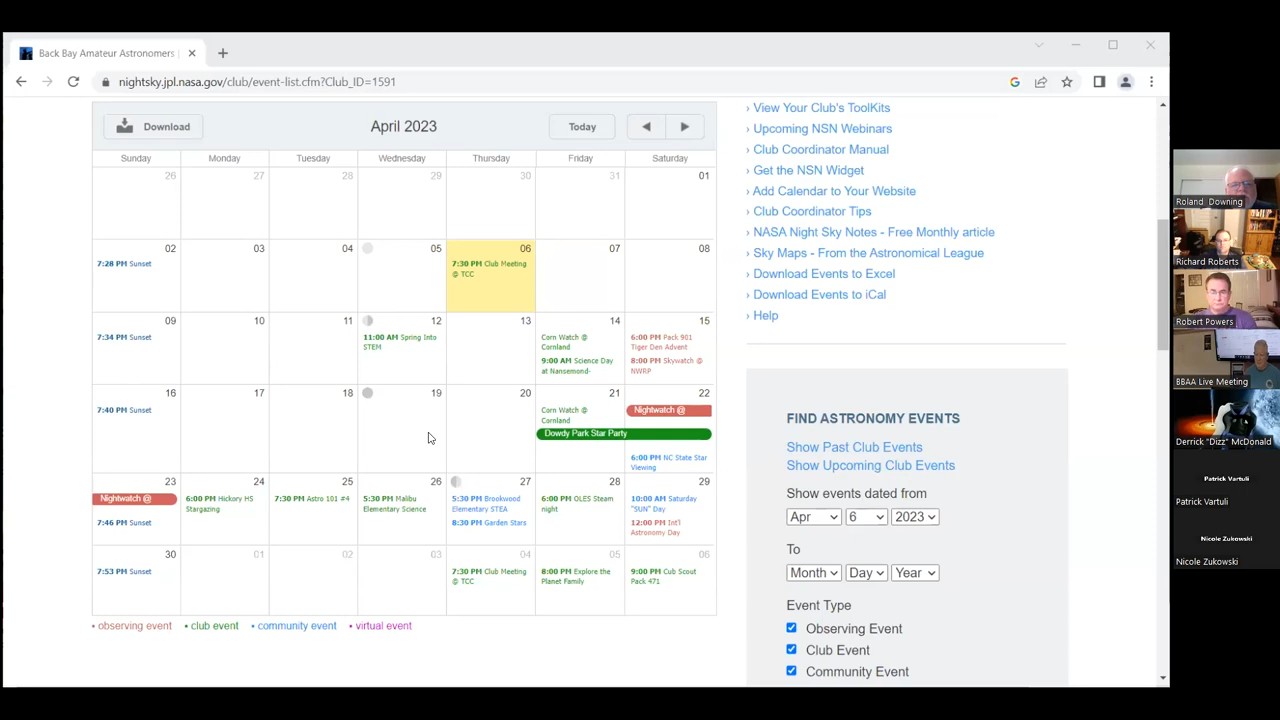 Back Bay Amateur Astronomers |
nightsky.jpl.nasa.gov/club/event-list.cfm?Club_ID=1591
Download
April 2023
Today
Sunday Monday Tuesday Wednesday Thursday Friday Saturday
26 27 28 29 30 31 01
02 03 04 05 06 07 08
7:28 PM Sunset
7:30 PM Club Meeting
@ TCC
09 10 11 12 13 14 15
7:34 PM Sunset
11:00 AM Spring Into
STEM
Corn Watch @
Cornland
9:00 AM Science Day
at Nansemond-
6:00 PM Pack 901
Tiger Den Advent
8:00 PM Skywatch @
NWRP
16 17 18 19 20 21 22
7:40 PM Sunset
Corn Watch @
Cornland
Nightwatch @
Dowdy Park Star Party
6:00 PM NC State Star
Viewing
23 24 25 26 27 28 29
Nightwatch @
7:46 PM Sunset
6:00 PM Hickory HS
Stargazing
7:30 PM Astro 101 #4
5:30 PM Malibu
Elementary Science
5:30 PM Brookwood
Elementary STEA
8:30 PM Garden Stars
6:00 PM OLES Steam
night
10:00 AM Saturday
"SUN" Day
12:00 PM Int'l
Astronomy Day
30 01 02 03 04 05 06
7:53 PM Sunset
7:30 PM Club Meeting
@ TCC
8:00 PM Explore the
Planet Family
9:00 PM Cub Scout
Pack 471
• observing event • club event • community event • virtual event
› View Your Club's ToolKits
› Upcoming NSN Webinars
› Club Coordinator Manual
› Get the NSN Widget
› Add Calendar to Your Website
› Club Coordinator Tips
› NASA Night Sky Notes - Free Monthly article
› Sky Maps - From the Astronomical League
› Download Events to Excel
› Download Events to iCal
› Help
FIND ASTRONOMY EVENTS
Show Past Club Events
Show Upcoming Club Events
Show events dated from
Apr 6 2023
To
Month Day Year
Event Type
Observing Event
Club Event
Community Event
Roland Downing
Richard Roberts
Robert Powers
BBAA Live Meeting
Derrick "Dizz" McDonald
Patrick Vartuli
Patrick Vartuli
Nicole Zukowski
Nicole Zukowski